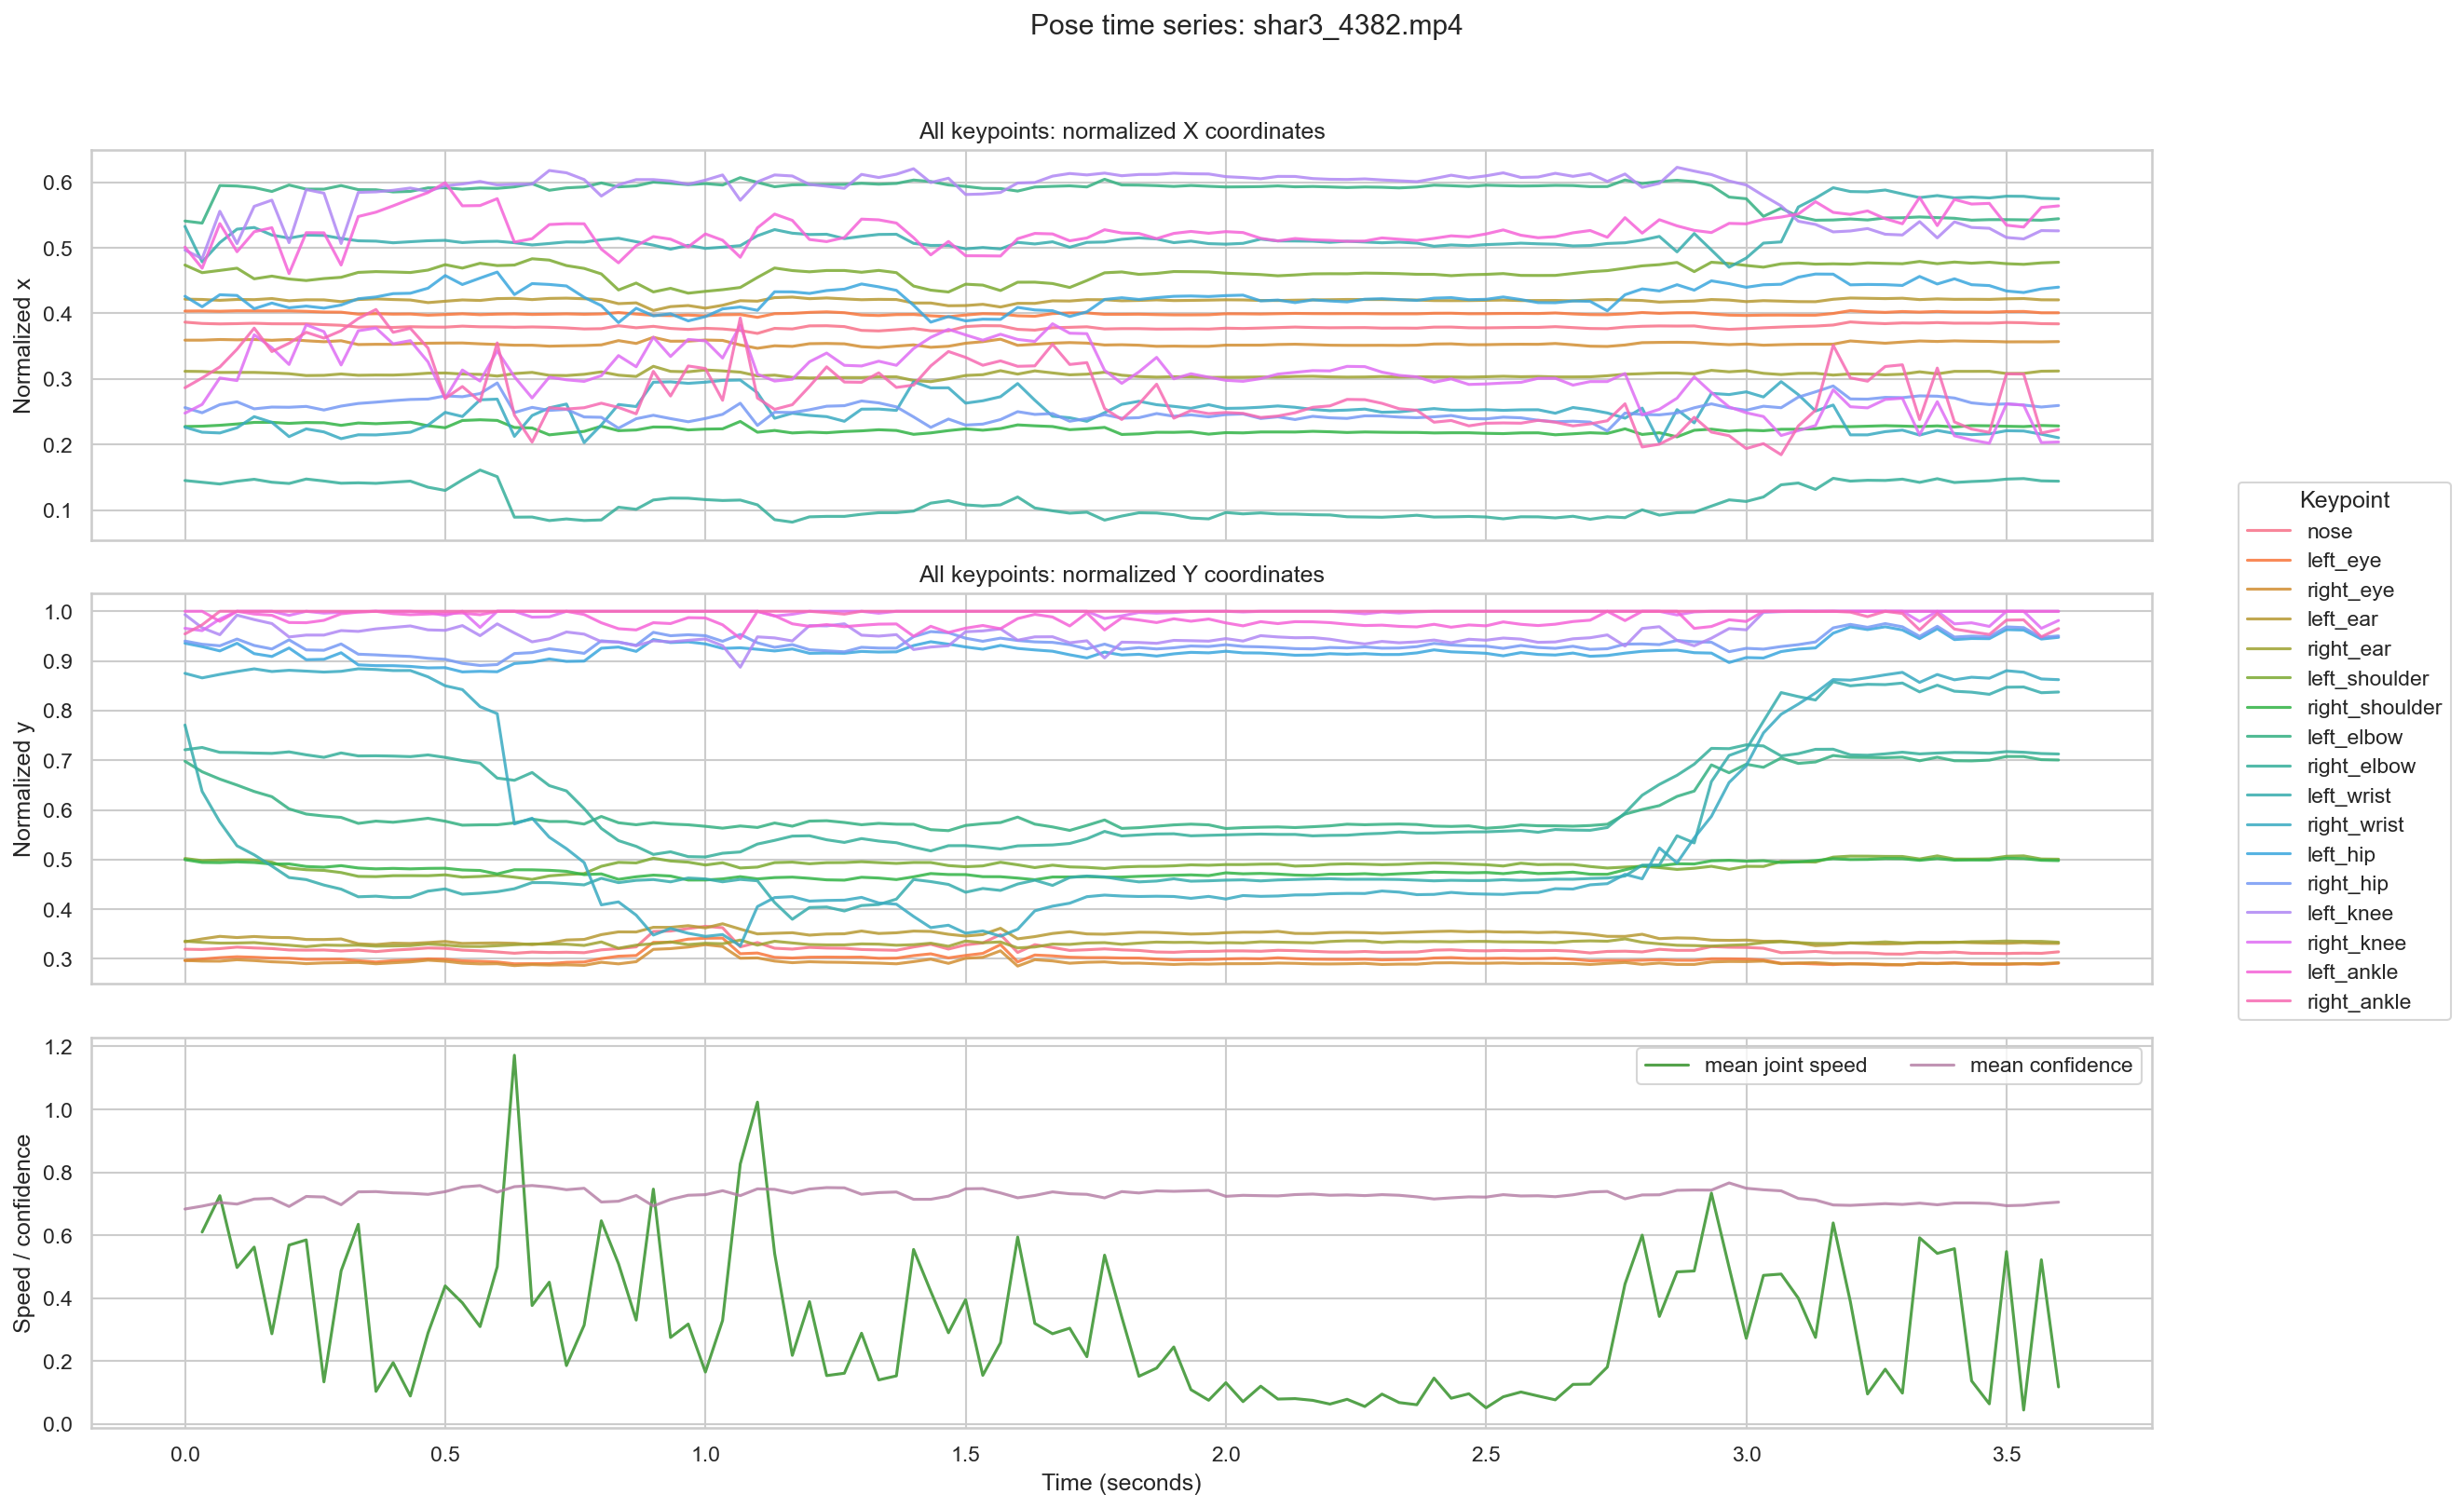 Pose time series: shar3_4382.mp4
All keypoints: normalized X coordinates
Normalized x
0.6
0.5
0.4
0.3
0.2
0.1
All keypoints: normalized Y coordinates
Normalized y
1.0
0.9
0.8
0.7
0.6
0.5
0.4
0.3
Keypoint
nose
left_eye
right_eye
left_ear
right_ear
left_shoulder
right_shoulder
left_elbow
right_elbow
left_wrist
right_wrist
left_hip
right_hip
left_knee
right_knee
left_ankle
right_ankle
Speed / confidence
1.2
1.0
0.8
0.6
0.4
0.2
0.0
mean joint speed
mean confidence
0.0
0.5
1.0
1.5
2.0
2.5
3.0
3.5
Time (seconds)